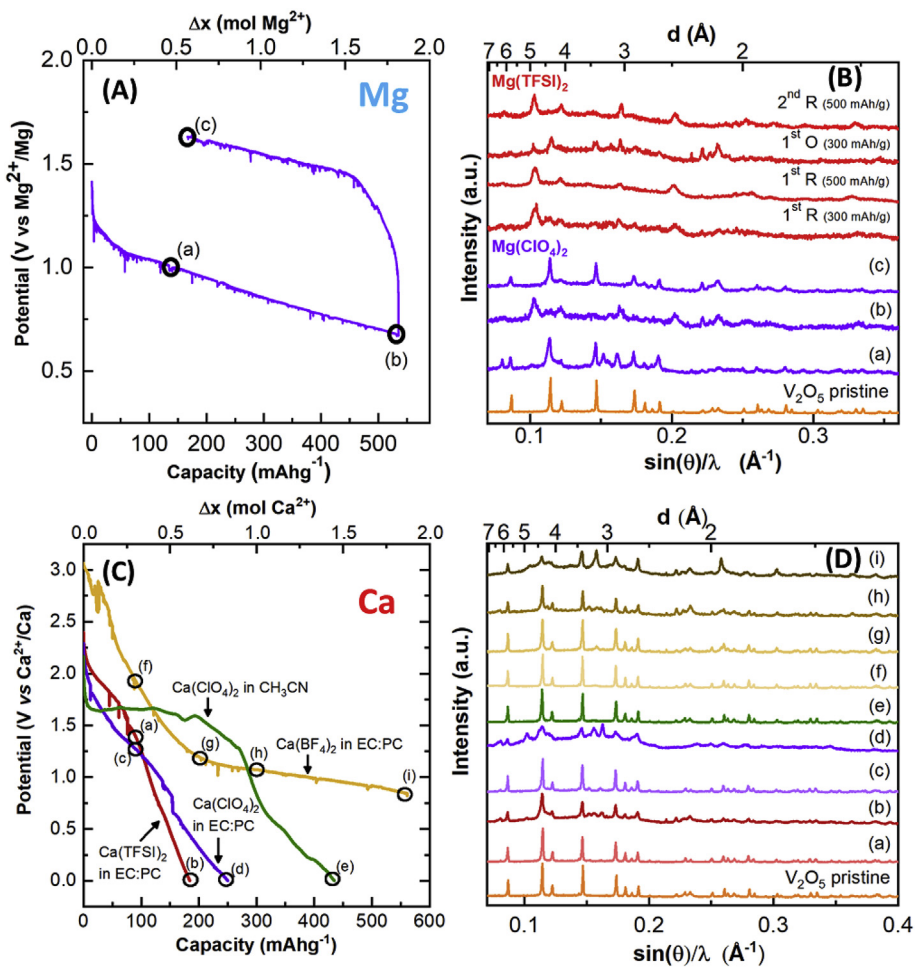 Δx (mol Mg²⁺)
0.0 0.5 1.0 1.5 2.0
(A)
Mg
2.0
1.5
1.0
0.5
Potential (V vs Mg²⁺/Mg)
(c)
(a)
(b)
0 100 200 300 400 500
Capacity (mAhg⁻¹)
d (Å)
7 6 5 4 3 2
(B)
Mg(TFSI)₂
2ⁿᵈ R (500 mAh/g)
1ˢᵗ O (300 mAh/g)
1ˢᵗ R (500 mAh/g)
1ˢᵗ R (300 mAh/g)
Mg(ClO₄)₂
(c)
(b)
(a)
V₂O₅ pristine
Intensity (a.u.)
0.1 0.2 0.3
sin(θ)/λ (Å⁻¹)
Δx (mol Ca²⁺)
0.0 0.5 1.0 1.5 2.0
(C)
Ca
3.0
2.5
2.0
1.5
1.0
0.5
0.0
Potential (V vs Ca²⁺/Ca)
(f)
Ca(ClO₄)₂ in CH₃CN
(a)
(c)
(g)
(h)
Ca(BF₄)₂ in EC:PC
(i)
Ca(ClO₄)₂
in EC:PC
Ca(TFSI)₂
in EC:PC
(b)
(d)
(e)
0 100 200 300 400 500 600
Capacity (mAhg⁻¹)
d (Å)
7 6 5 4 3 2
(D)
(i)
(h)
(g)
(f)
(e)
(d)
(c)
(b)
(a)
V₂O₅ pristine
Intensity (a.u.)
0.1 0.2 0.3 0.4
sin(θ)/λ (Å⁻¹)